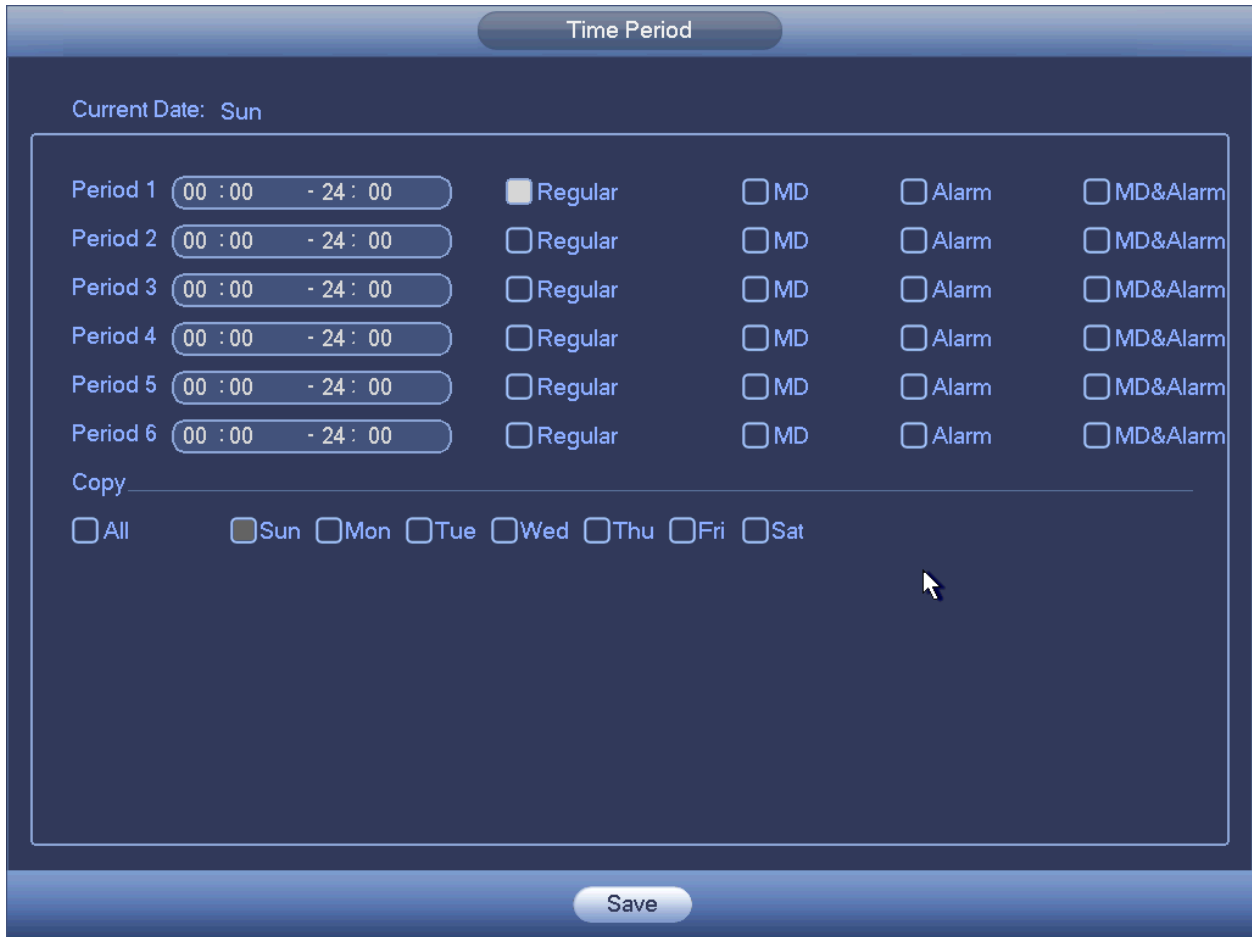 Time Period
Current Date: Sun
Period 1 00 :00 - 24 : 00 Regular MD Alarm MD&Alarm
Period 2 00 :00 - 24 : 00 Regular MD Alarm MD&Alarm
Period 3 00 :00 - 24 : 00 Regular MD Alarm MD&Alarm
Period 4 00 :00 - 24 : 00 Regular MD Alarm MD&Alarm
Period 5 00 :00 - 24 : 00 Regular MD Alarm MD&Alarm
Period 6 00 :00 - 24 : 00 Regular MD Alarm MD&Alarm
Copy
All Sun Mon Tue Wed Thu Fri Sat
Save